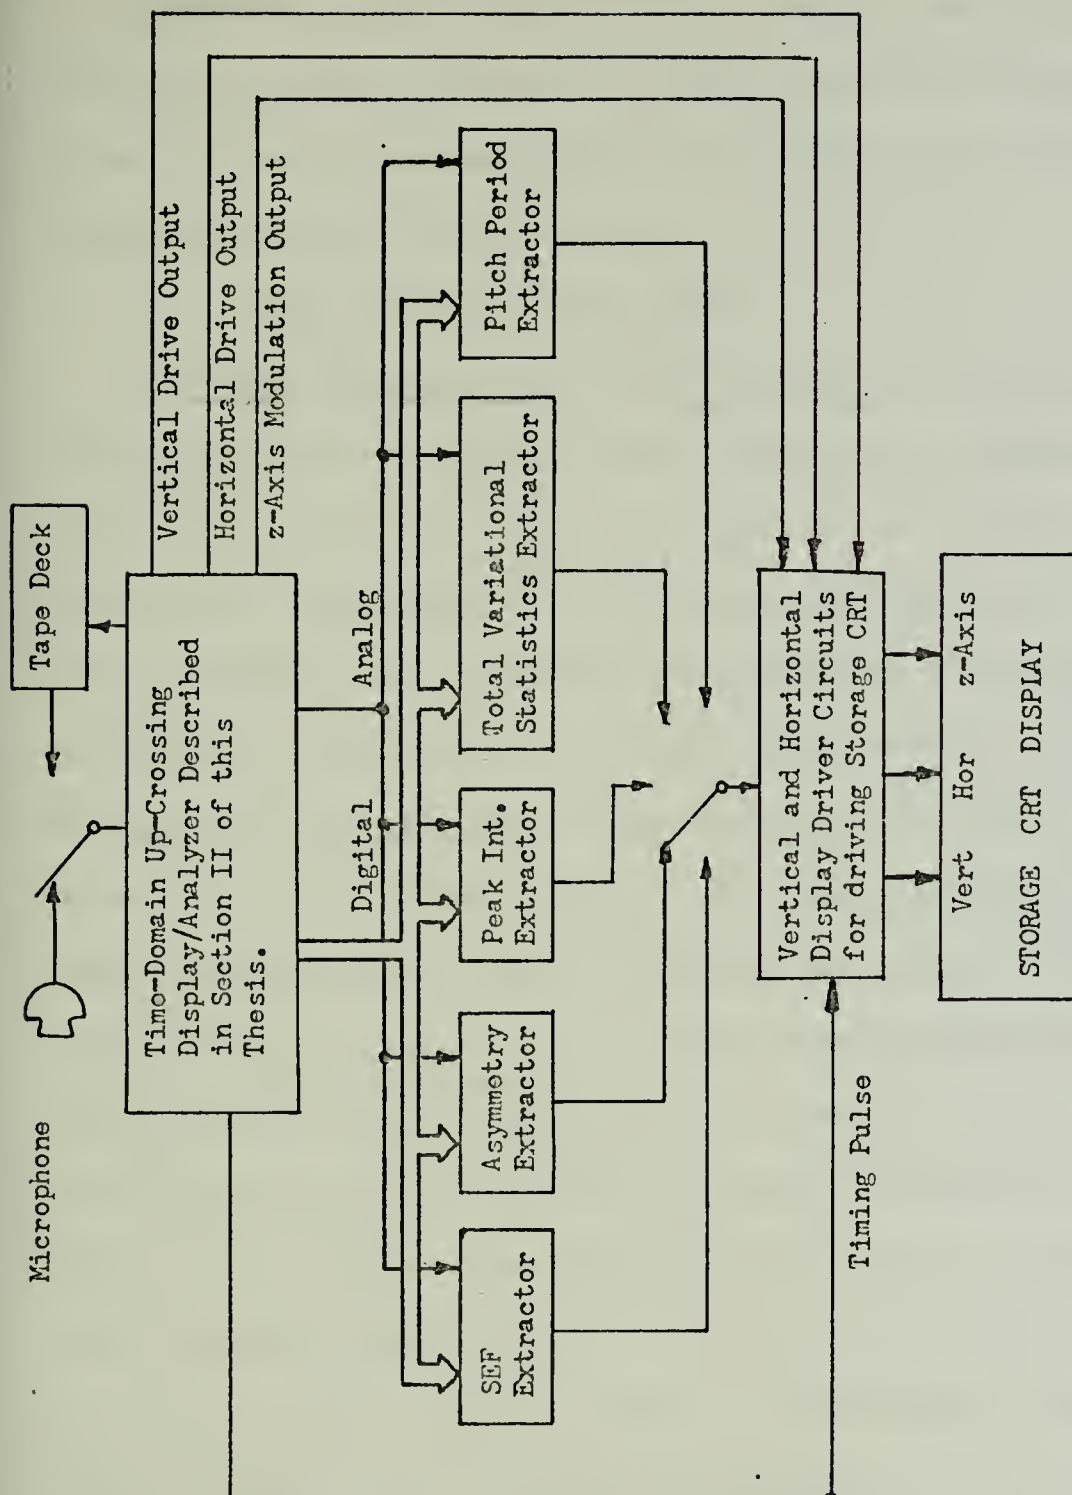 Microphone
Tape Deck
Time-Domain Up-Crossing
Display/Analyzer Described
in Section II of this
Thesis.
Vertical Drive Output
Horizontal Drive Output
z-Axis Modulation Output
Digital
Analog
SEF
Extractor
Asymmetry
Extractor
Peak Int.
Extractor
Total Variational
Statistics Extractor
Pitch Period
Extractor
Timing Pulse
Vertical and Horizontal
Display Driver Circuits
for driving Storage CRT
Vert Hor z-Axis
STORAGE CRT DISPLAY